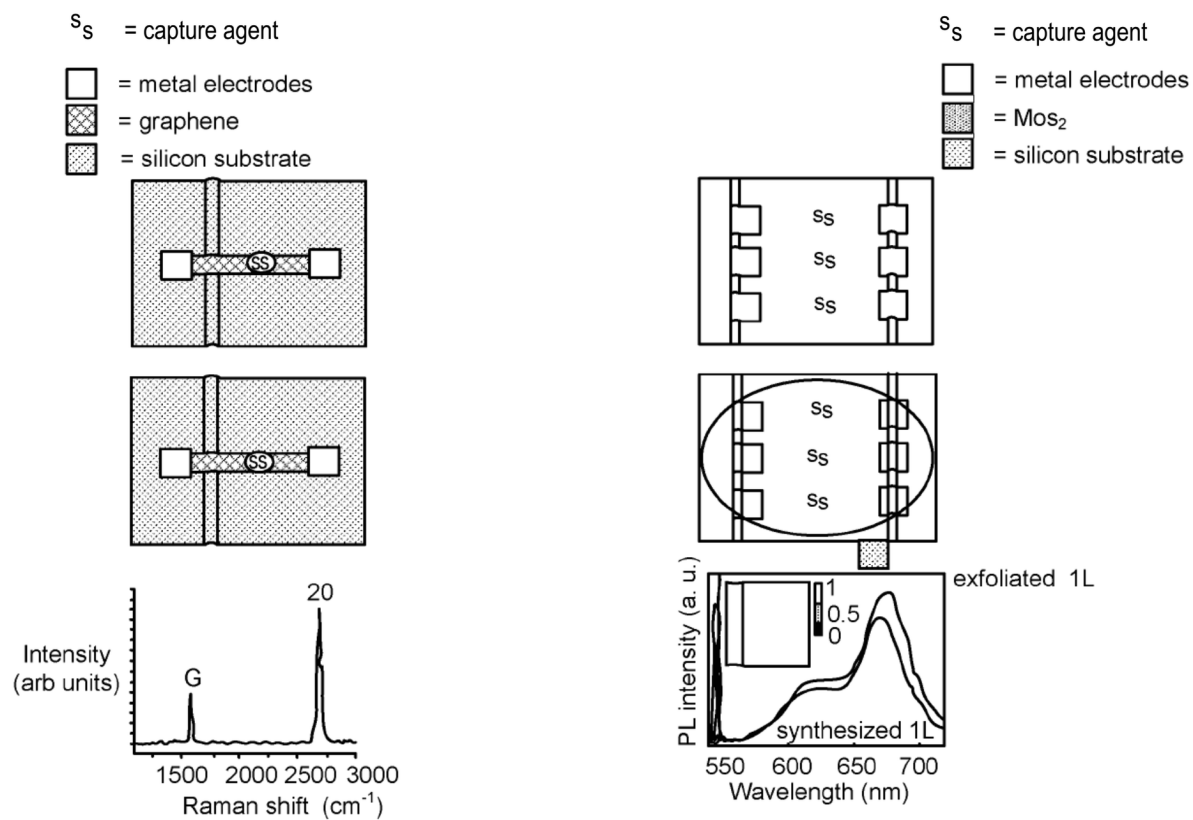 SS = capture agent
= metal electrodes
= graphene
= silicon substrate
SS
SS
20
G
Intensity
(arb units)
1500 2000 2500 3000
Raman shift (cm-1)
SS = capture agent
= metal electrodes
= Mos2
= silicon substrate
SS
SS
SS
SS
SS
SS
exfoliated 1L
PL intensity (a. u.)
1
0.5
0
synthesized 1L
550 600 650 700
Wavelength (nm)